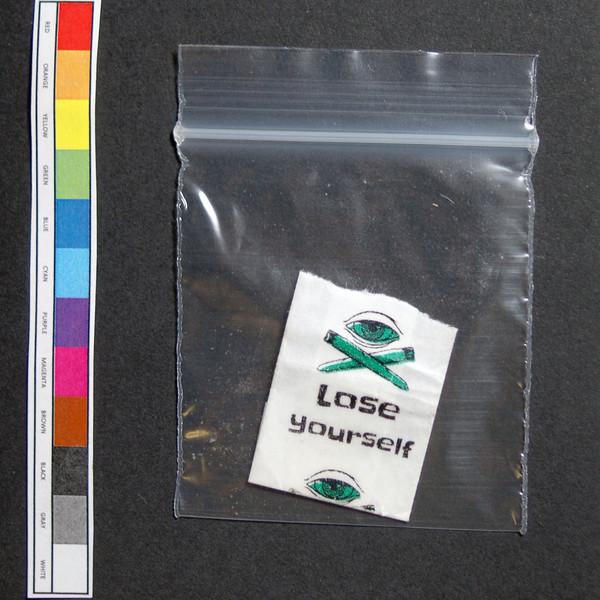 RED
ORANGE
YELLOW
GREEN
BLUE
CYAN
PURPLE
MAGENTA
BROWN
BLACK
GRAY
WHITE
Lose
yourself